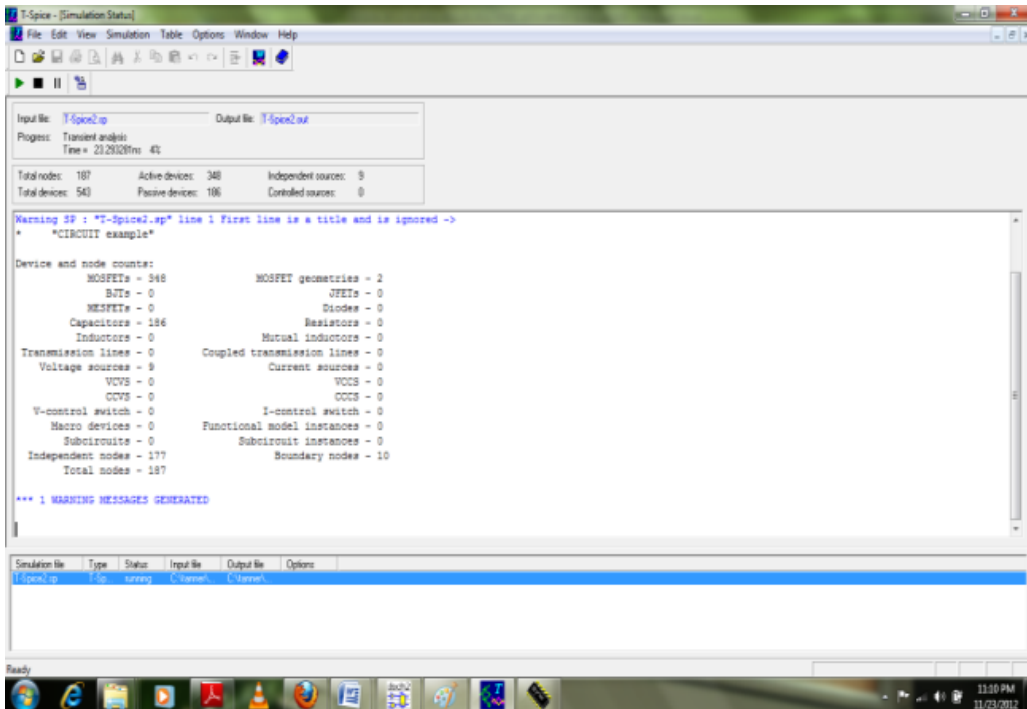 T-Spice - [Simulation Status]
File Edit View Simulation Table Options Window Help
Input file: T-Spice2.sp Output file: T-Spice2.out
Progress: Transient analysis
Time = 23.293281ns 4%
Total nodes: 187 Active devices: 348 Independent sources: 9
Total devices: 543 Passive devices: 186 Controlled sources: 0
Warning SP : "T-Spice2.sp" line 1 First line is a title and is ignored ->
* "CIRCUIT example"
Device and node counts:
MOSFETs - 348 MOSFET geometries - 2
BJTs - 0 JFETs - 0
MESFETs - 0 Diodes - 0
Capacitors - 186 Resistors - 0
Inductors - 0 Mutual inductors - 0
Transmission lines - 0 Coupled transmission lines - 0
Voltage sources - 9 Current sources - 0
VCVS - 0 VCCS - 0
CCVS - 0 CCCS - 0
V-control switch - 0 I-control switch - 0
Macro devices - 0 Functional model instances - 0
Subcircuits - 0 Subcircuit instances - 0
Independent nodes - 177 Boundary nodes - 10
Total nodes - 187
*** 1 WARNING MESSAGES GENERATED
Simulation file Type Status Input file Output file Options
T-Spice2.sp T-Sp... running C:\tanner\... C:\tanner\...
Ready
11:10 PM
11/23/2012